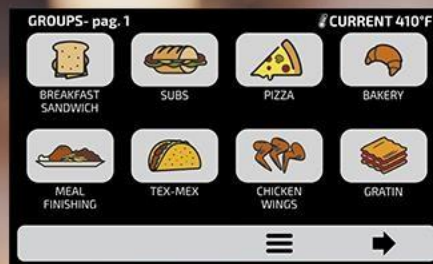 GROUPS- pag. 1
CURRENT 410°F
BREAKFAST
SANDWICH
SUBS
PIZZA
BAKERY
MEAL
FINISHING
TEX-MEX
CHICKEN
WINGS
GRATIN